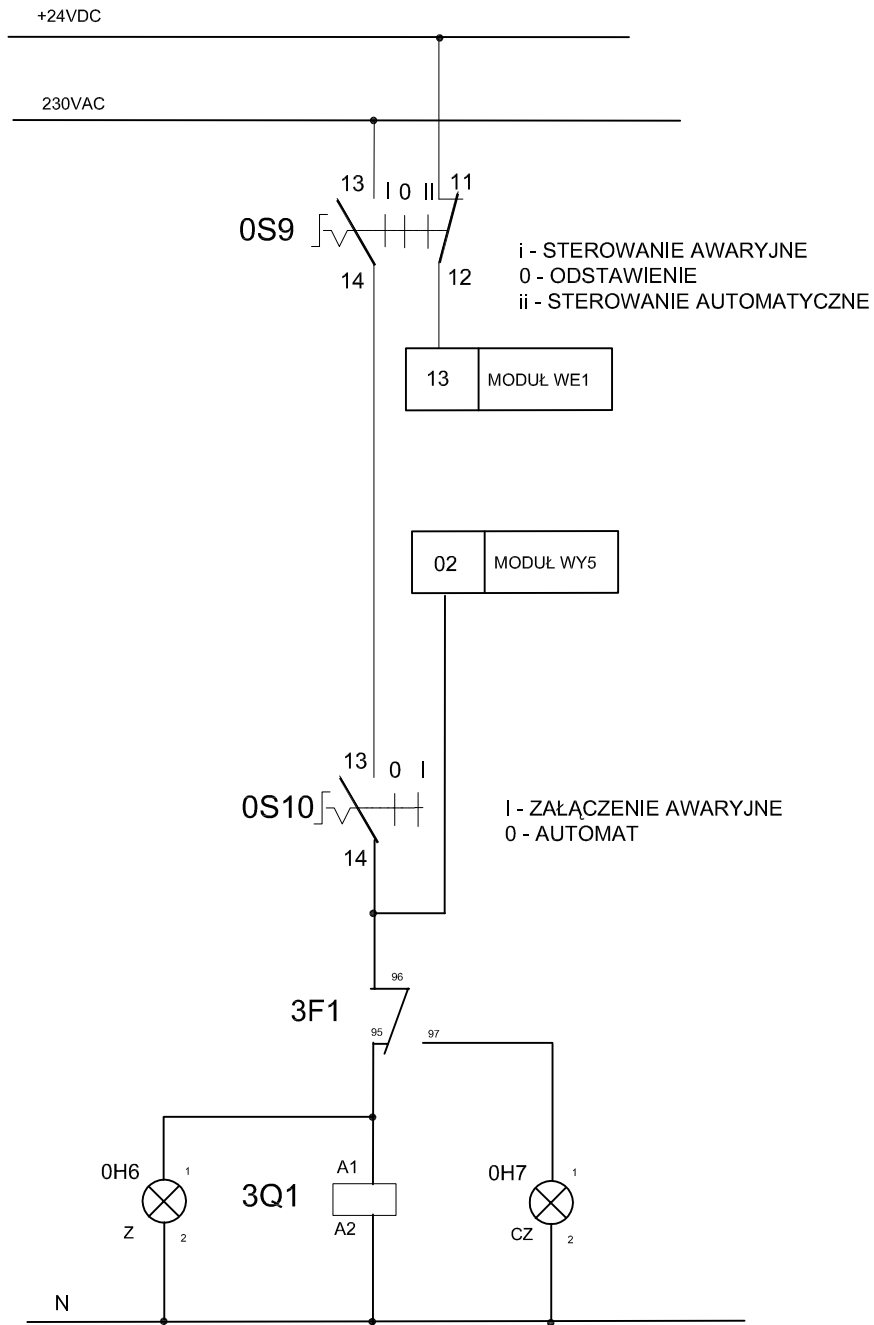 +24VDC
230VAC
13 I 0 II 11
0S9
14 12
i - STEROWANIE AWARYJNE
0 - ODSTAWIENIE
ii - STEROWANIE AUTOMATYCZNE
13 MODUŁ WE1
02 MODUŁ WY5
13 0 I
0S10
14
I - ZAŁĄCZENIE AWARYJNE
0 - AUTOMAT
96
3F1
95 97
0H6 1
Z 2
3Q1
A1
A2
0H7 1
CZ 2
N